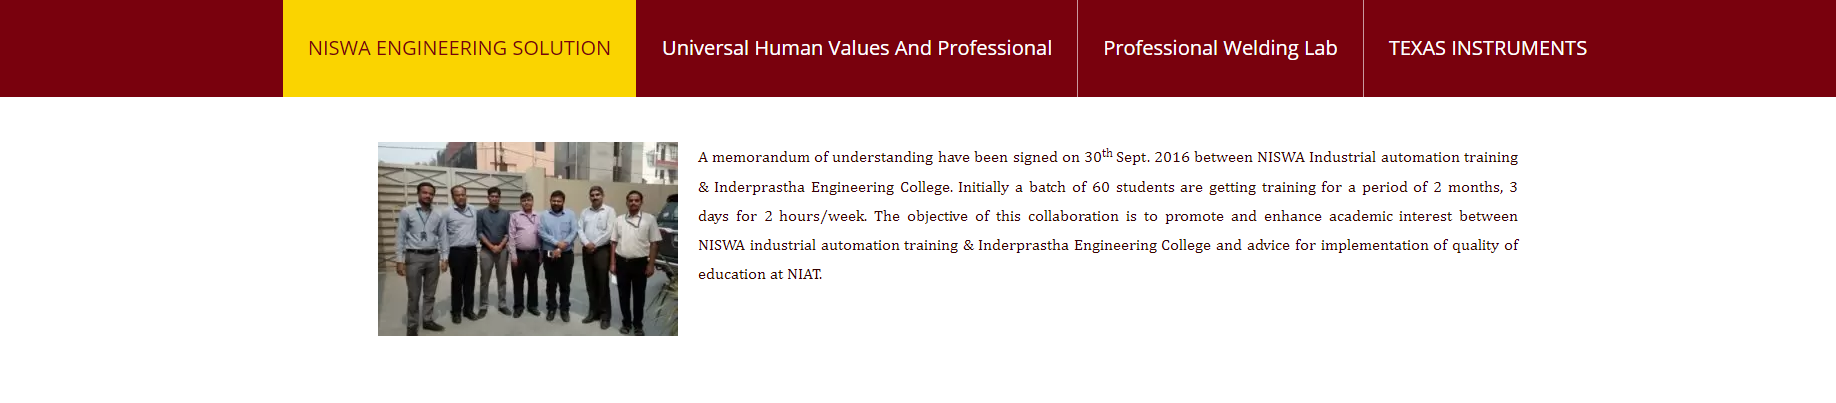 NISWA ENGINEERING SOLUTION
Universal Human Values And Professional
Professional Welding Lab
TEXAS INSTRUMENTS
A memorandum of understanding have been signed on 30th Sept. 2016 between NISWA Industrial automation training
& Inderprastha Engineering College. Initially a batch of 60 students are getting training for a period of 2 months, 3
days for 2 hours/week. The objective of this collaboration is to promote and enhance academic interest between
NISWA industrial automation training & Inderprastha Engineering College and advice for implementation of quality of
education at NIAT.